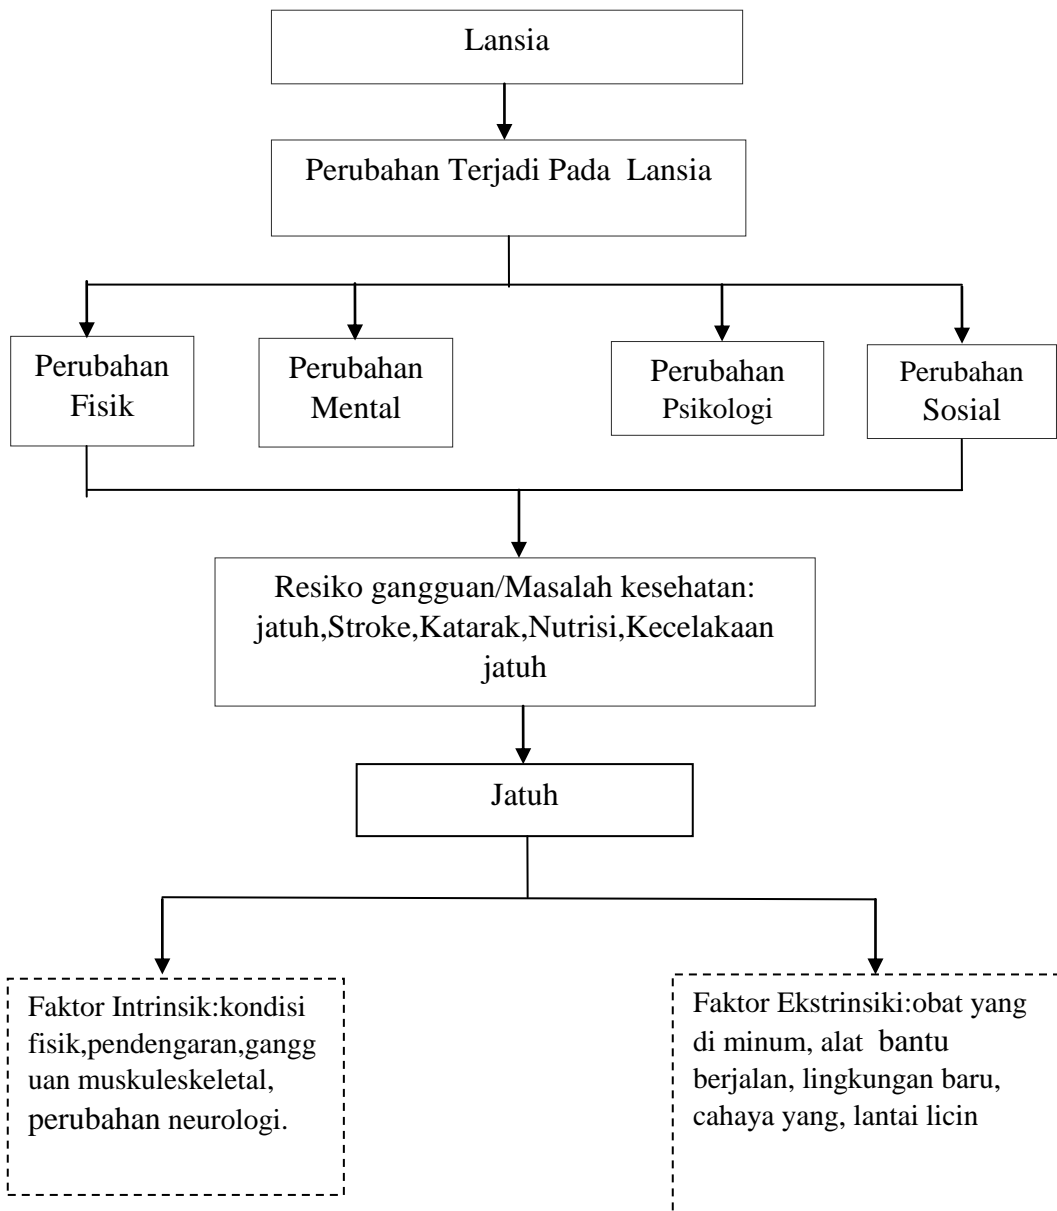 Lansia
Perubahan Terjadi Pada Lansia
Perubahan
Fisik
Perubahan
Mental
Perubahan
Psikologi
Perubahan
Sosial
Resiko gangguan/Masalah kesehatan:
jatuh,Stroke,Katarak,Nutrisi,Kecelakaan
jatuh
Jatuh
Faktor Intrinsik:kondisi
fisik,pendengaran,gangg
uan muskuleskeletal,
perubahan neurologi.
Faktor Ekstrinsiki:obat yang
di minum, alat bantu
berjalan, lingkungan baru,
cahaya yang, lantai licin